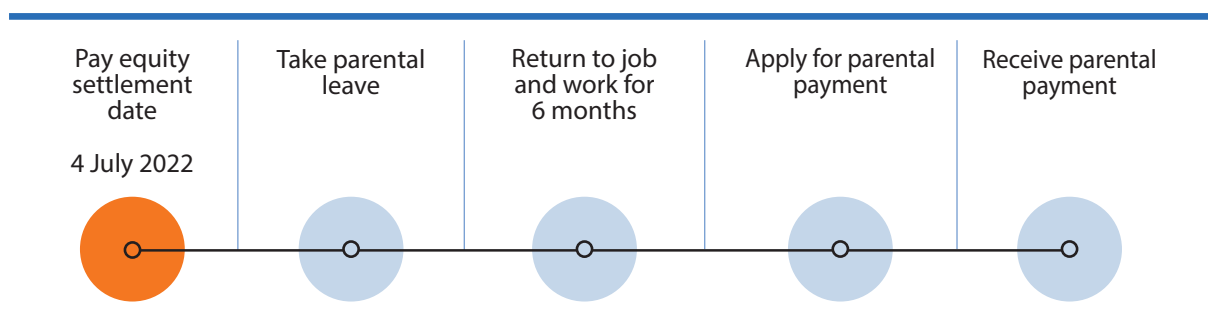 Pay equity
settlement
date
4 July 2022
Take parental
leave
Return to job
and work for
6 months
Apply for parental
payment
Receive parental
payment